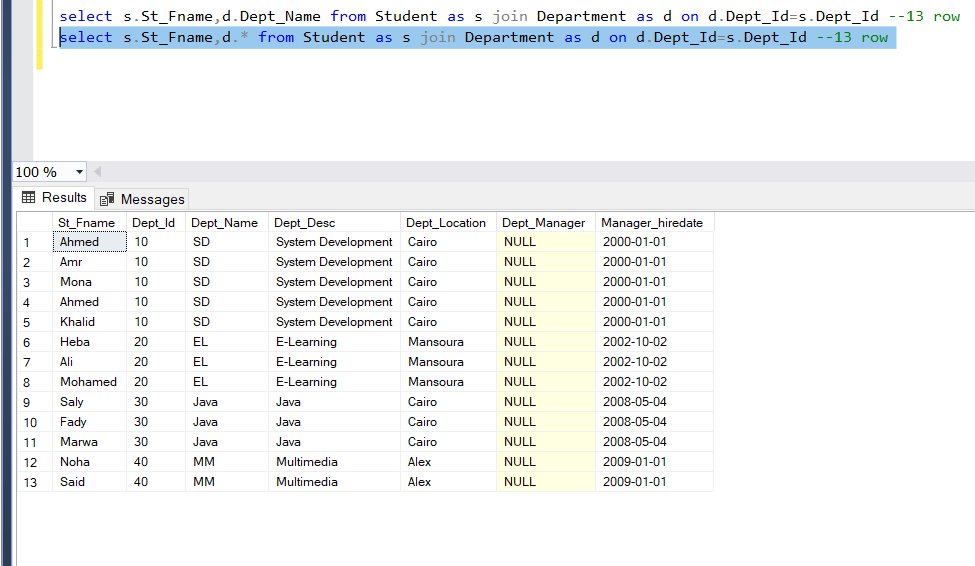 select s.St_Fname,d.Dept_Name from Student as s join Department as d on d.Dept_Id=s.Dept_Id --13 row
select s.St_Fname,d.* from Student as s join Department as d on d.Dept_Id=s.Dept_Id --13 row
100 %
Results Messages
St_Fname Dept_Id Dept_Name Dept_Desc Dept_Location Dept_Manager Manager_hiredate
1 Ahmed 10 SD System Development Cairo NULL 2000-01-01
2 Amr 10 SD System Development Cairo NULL 2000-01-01
3 Mona 10 SD System Development Cairo NULL 2000-01-01
4 Ahmed 10 SD System Development Cairo NULL 2000-01-01
5 Khalid 10 SD System Development Cairo NULL 2000-01-01
6 Heba 20 EL E-Learning Mansoura NULL 2002-10-02
7 Ali 20 EL E-Learning Mansoura NULL 2002-10-02
8 Mohamed 20 EL E-Learning Mansoura NULL 2002-10-02
9 Saly 30 Java Java Cairo NULL 2008-05-04
10 Fady 30 Java Java Cairo NULL 2008-05-04
11 Marwa 30 Java Java Cairo NULL 2008-05-04
12 Noha 40 MM Multimedia Alex NULL 2009-01-01
13 Said 40 MM Multimedia Alex NULL 2009-01-01